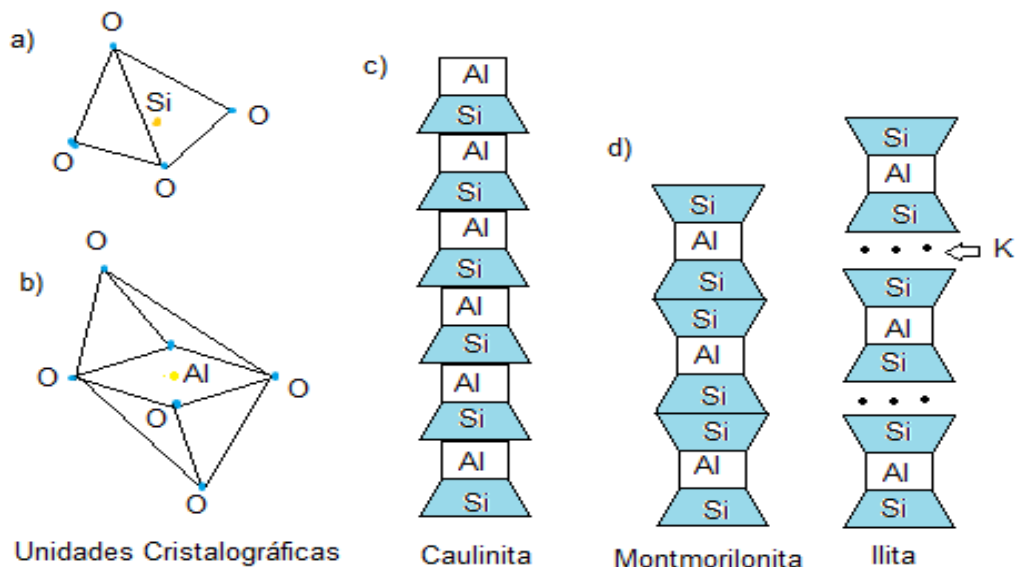 a)
O
Si
O
O
O
b)
O
O
Al
O
O
O
c)
Al
Si
Al
Si
Al
Si
Al
Si
Al
Si
Al
Si
d)
Si
Al
Si
Si
Al
Si
Si
Al
Si
Si
Al
Si
K
Si
Al
Si
Si
Al
Si
Unidades Cristalográficas
Caulinita
Montmorilonita
Ilita